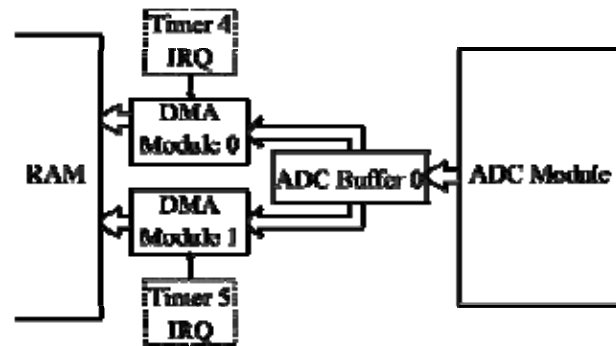 Timer 4
IRQ
DMA
Module 0
RAM
ADC Buffer 0
ADC Module
DMA
Module 1
Timer 5
IRQ